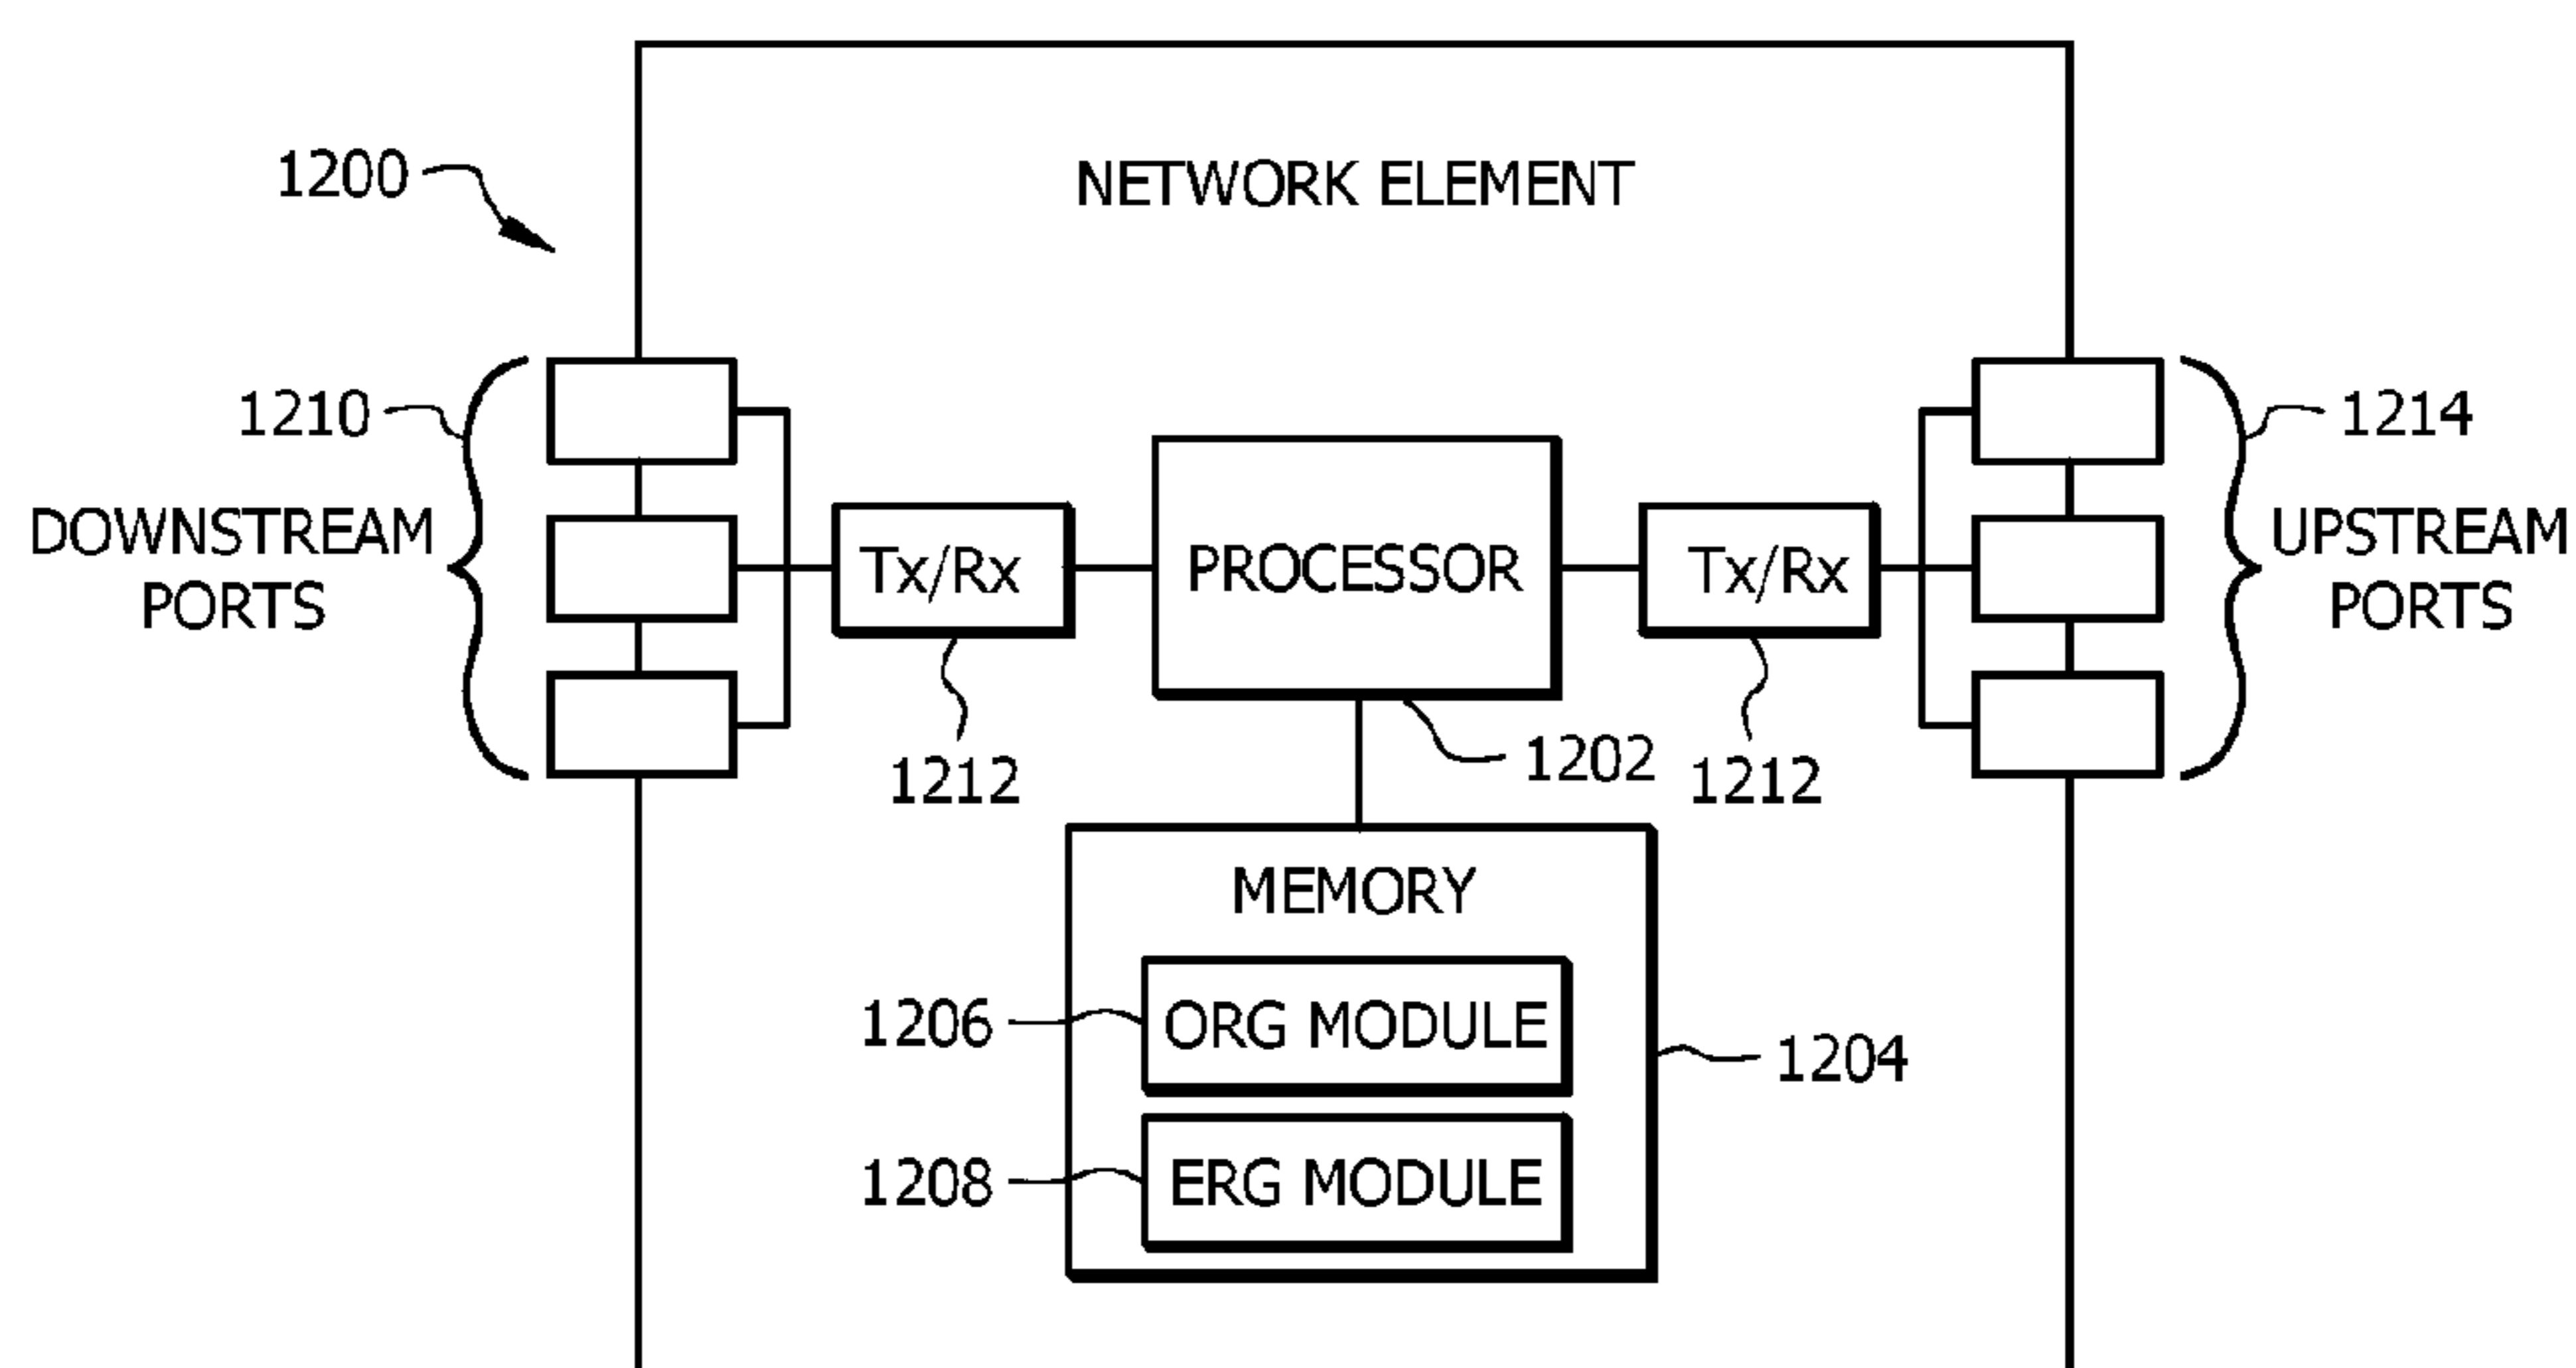 1200
NETWORK ELEMENT
1210
1214
DOWNSTREAM
PORTS
Tx/Rx
PROCESSOR
Tx/Rx
UPSTREAM
PORTS
1212
1202
1212
MEMORY
1206
ORG MODULE
1204
1208
ERG MODULE